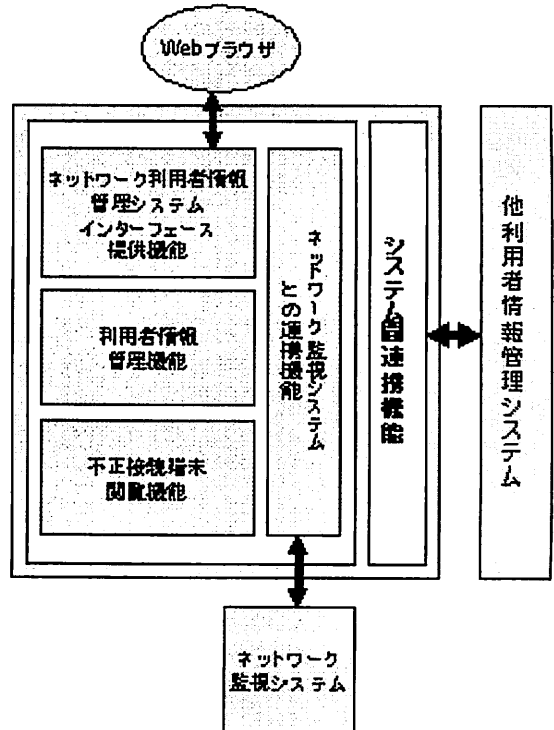 Webブラウザ
ネットワーク利用者情報
管理システム
インターフェース
提供機能
利用者情報
管理機能
不正接続端末
閲覧機能
ネットワーク監視システム
との連携機能
システム間連携機能
他利用者情報管理システム
ネットワーク
監視システム